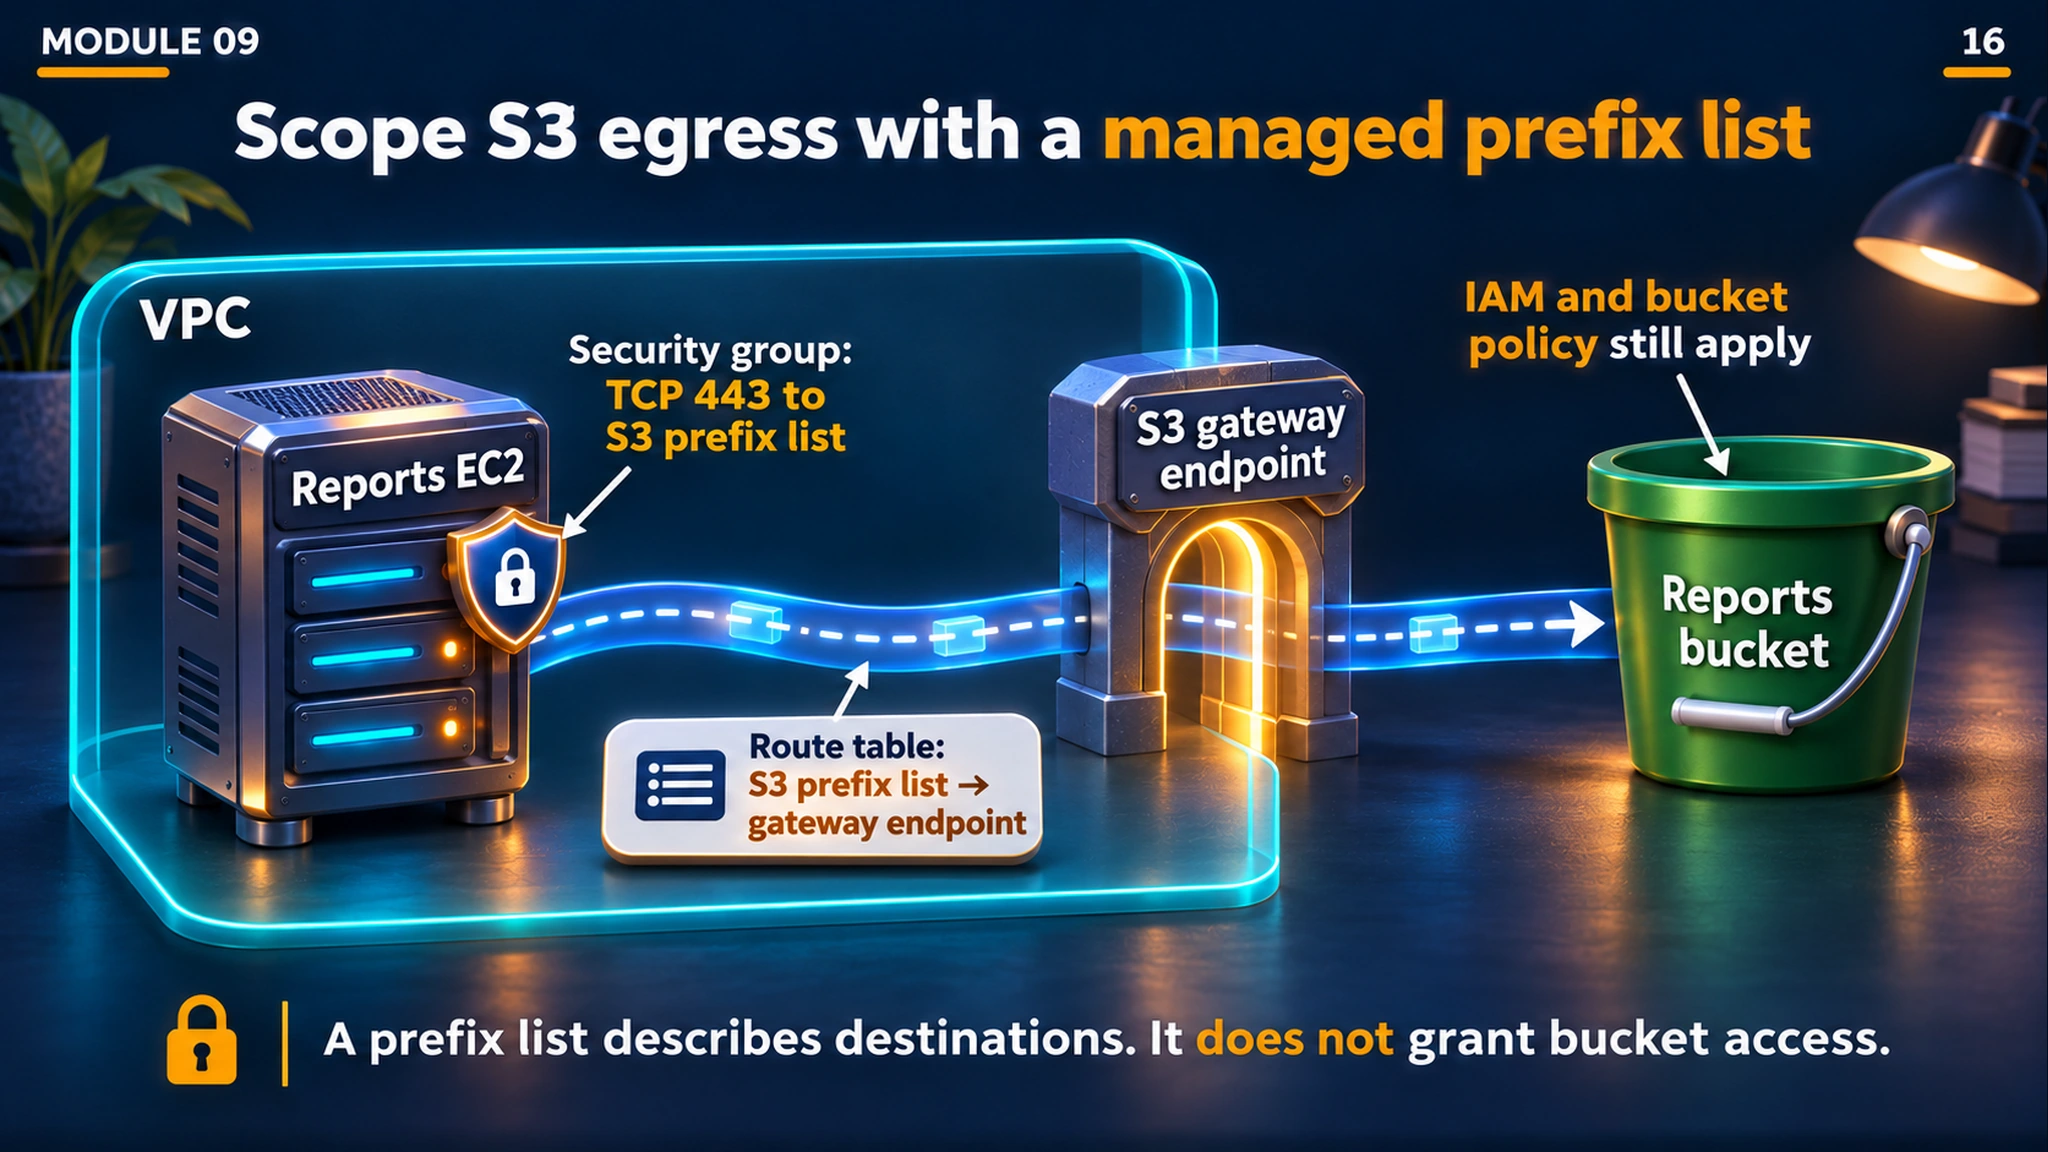 MODULE 09
16
Scope S3 egress with a managed prefix list
VPC
Security group:
TCP 443 to
S3 prefix list
IAM and bucket
policy still apply
Reports EC2
S3 gateway
endpoint
Reports
bucket
Route table:
S3 prefix list →
gateway endpoint
A prefix list describes destinations. It does not grant bucket access.